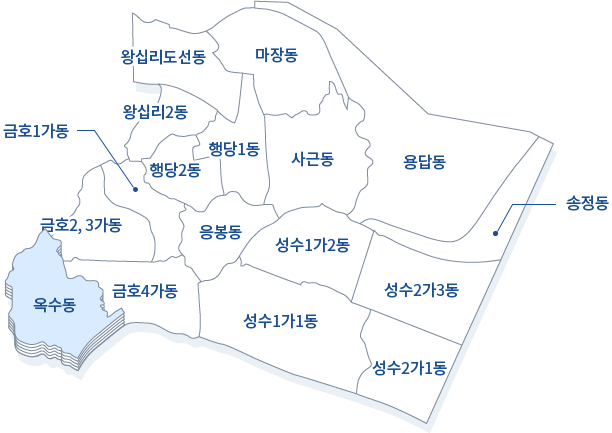 왕십리도선동
마장동
왕십리2동
금호1가동
행당1동
사근동
용답동
행당2동
송정동
금호2, 3가동
응봉동
성수1가2동
옥수동
금호4가동
성수2가3동
성수1가1동
성수2가1동